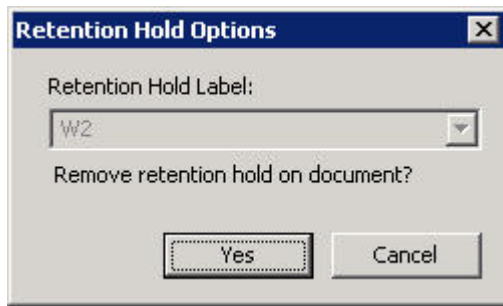 Retention Hold Options
Retention Hold Label:
W2
Remove retention hold on document?
Yes Cancel